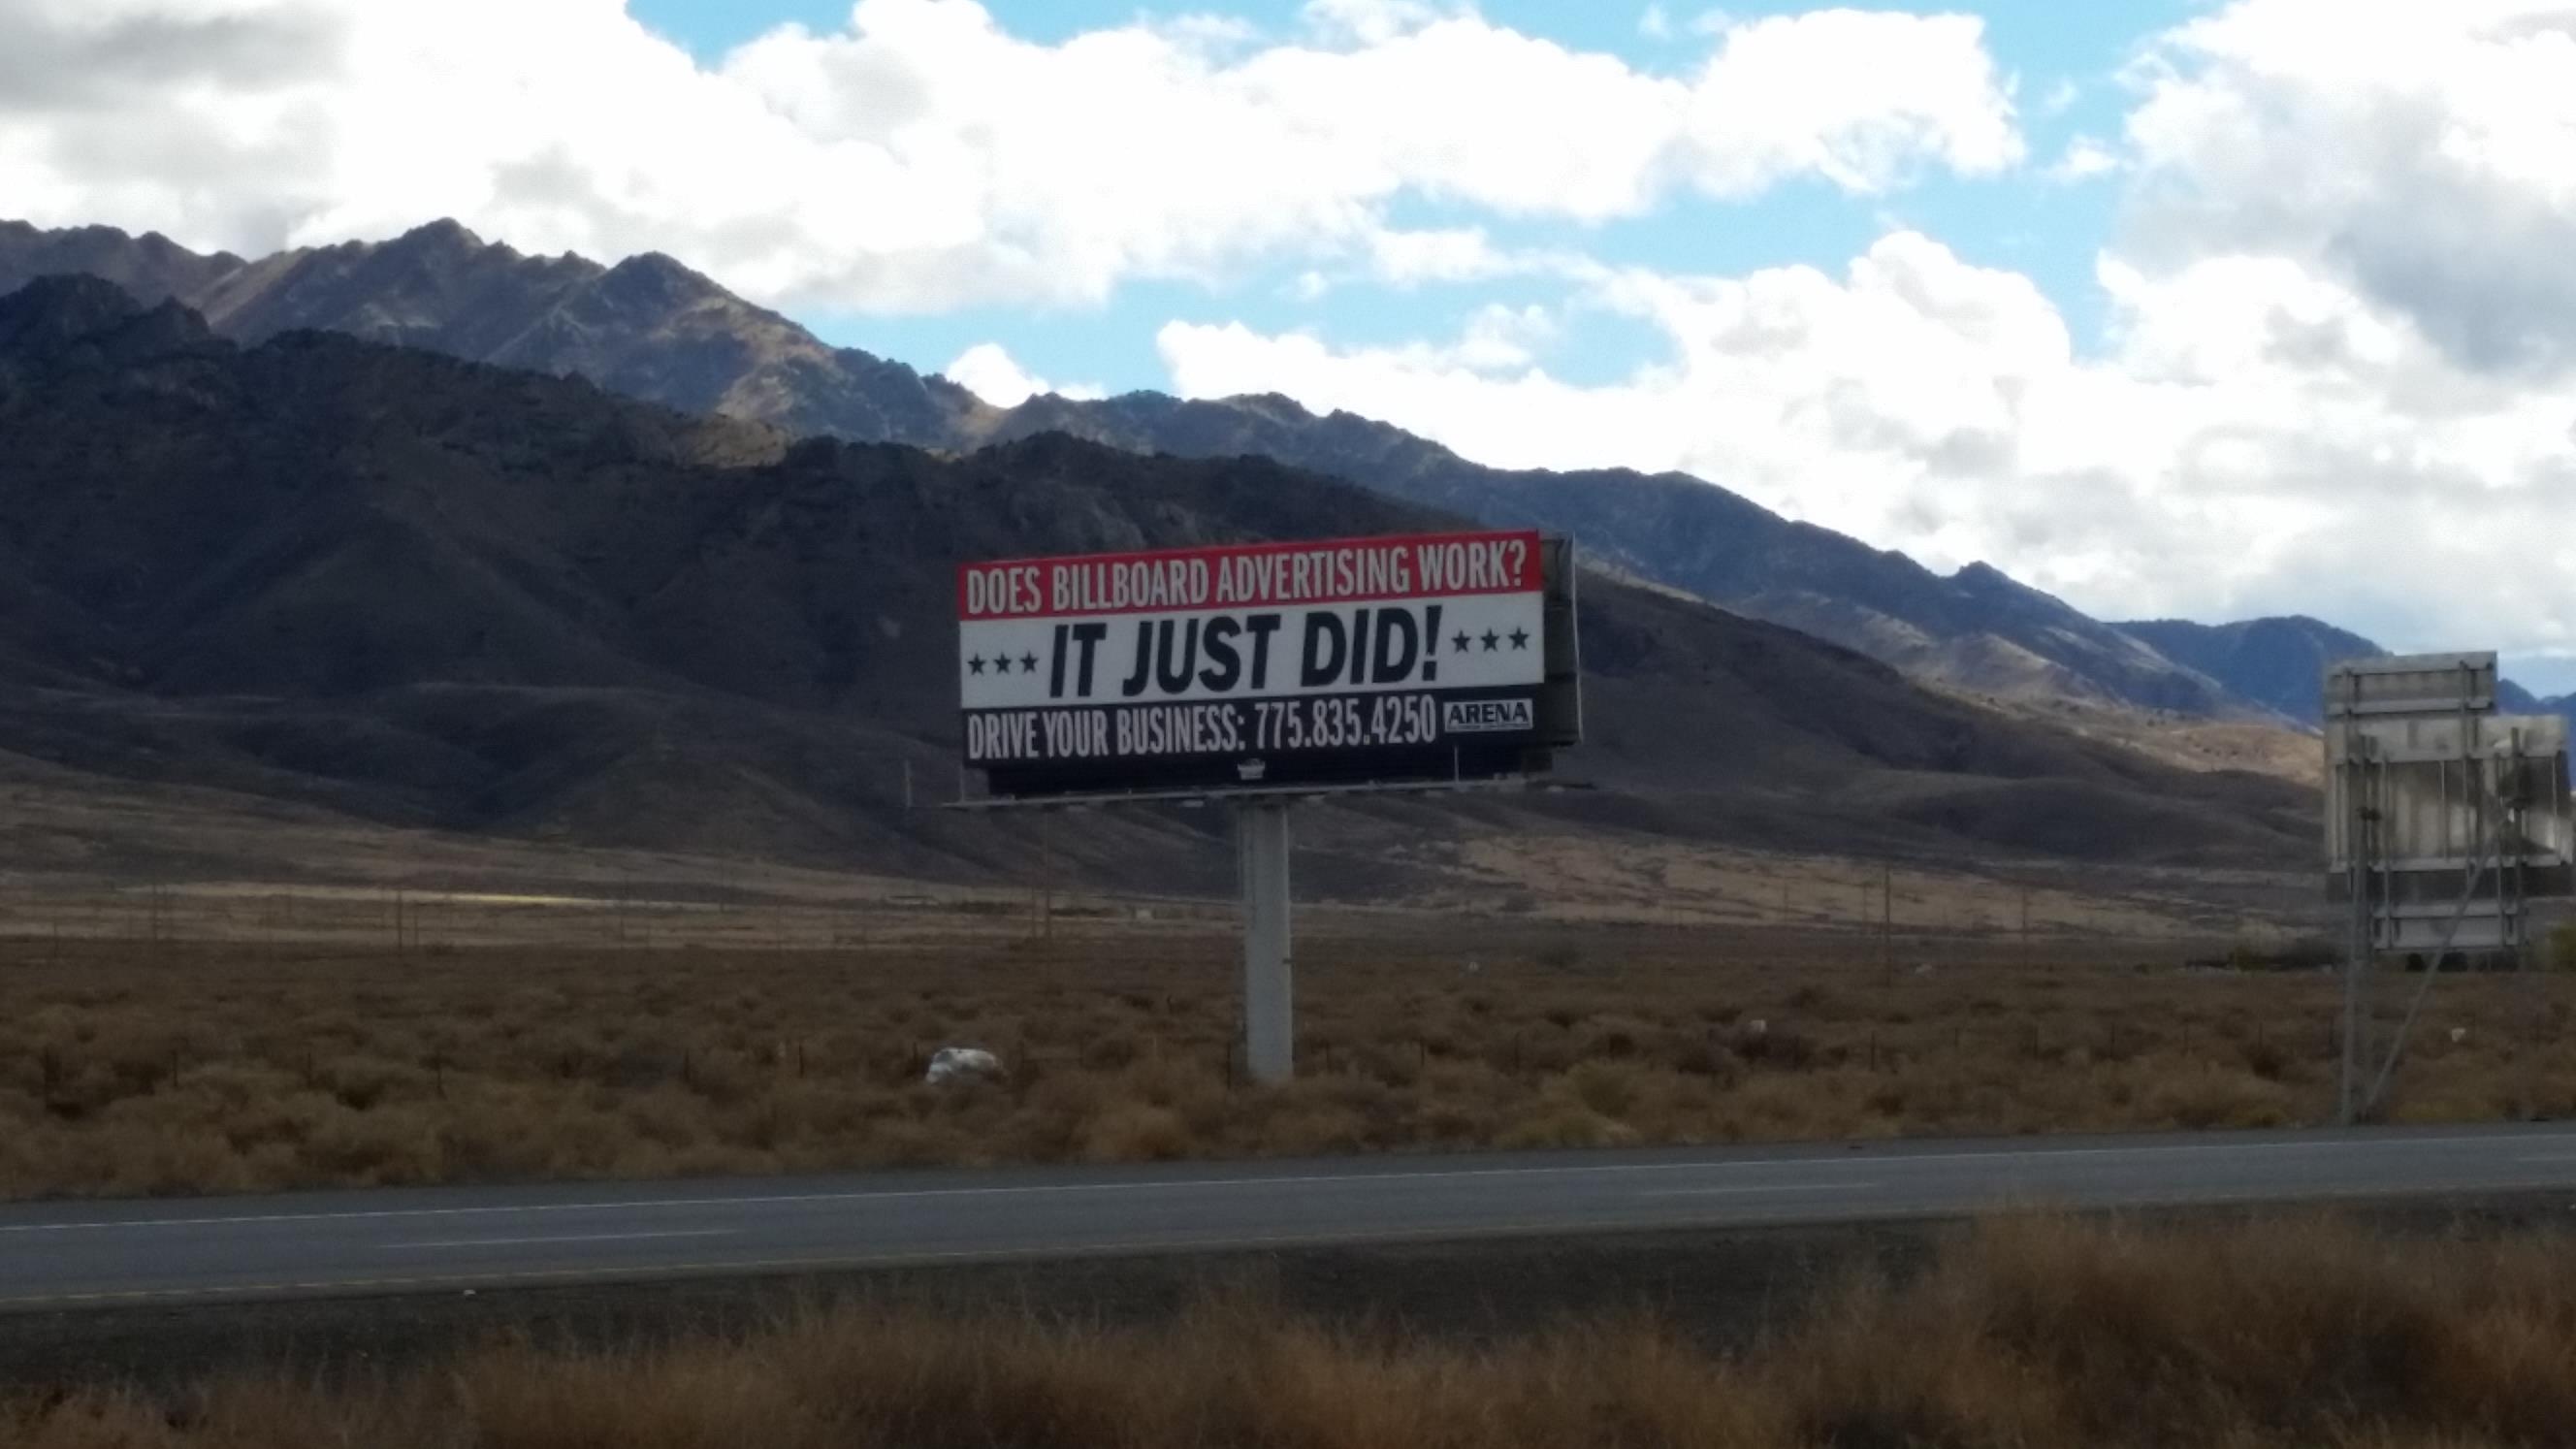 DOES BILLBOARD ADVERTISING WORK?
★★★ IT JUST DID! ★★★
DRIVE YOUR BUSINESS: 775.835.4250 ARENA